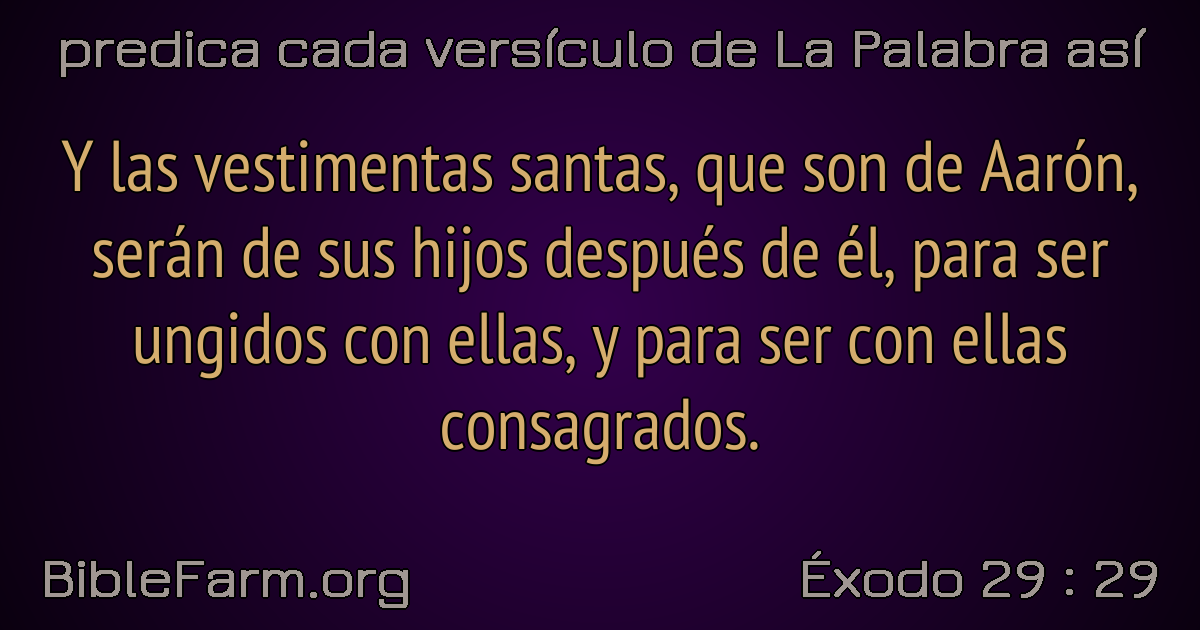 predica cada versículo de La Palabra así
Y las vestimentas santas, que son de Aarón,
serán de sus hijos después de él, para ser
ungidos con ellas, y para ser con ellas
consagrados.
BibleFarm.org
Éxodo 29 : 29